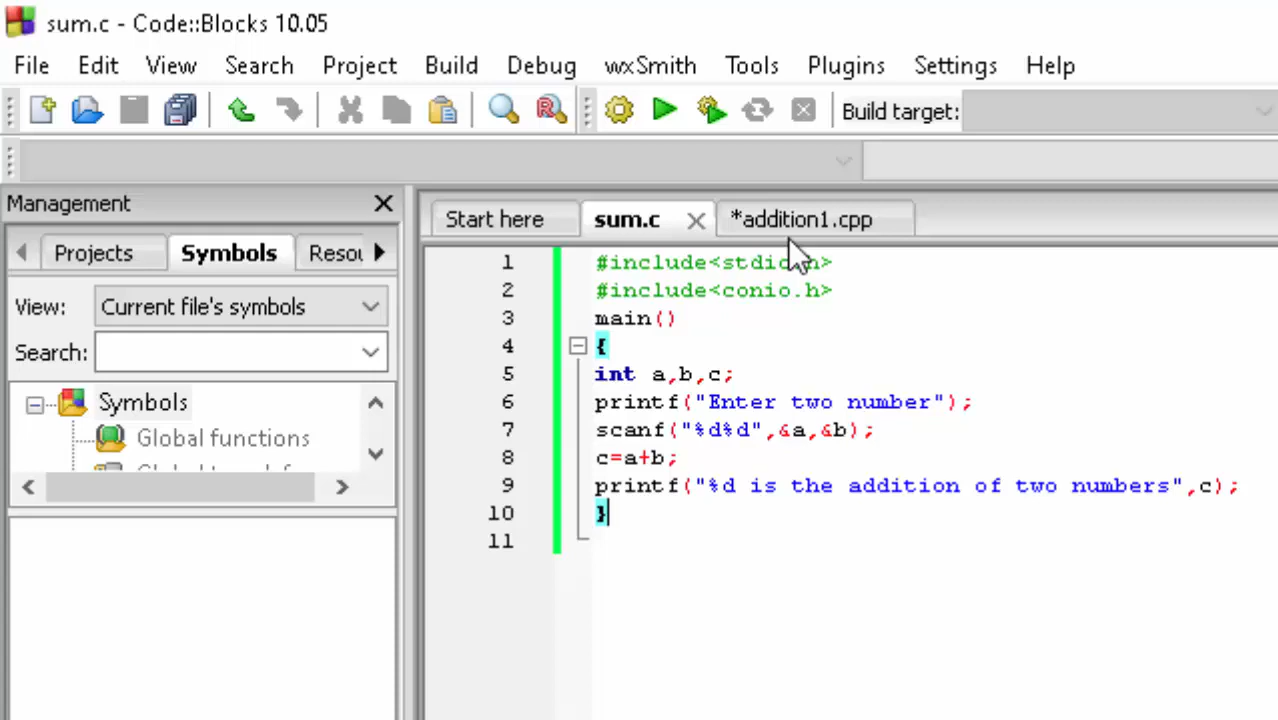 sum.c - Code::Blocks 10.05
File Edit View Search Project Build Debug wxSmith Tools Plugins Settings Help
Build target:
Management
Start here sum.c *addition1.cpp
Projects Symbols Resou
View: Current file's symbols
Search:
Symbols
Global functions
1 #include<stdio.h>
2 #include<conio.h>
3 main()
4 {
5 int a,b,c;
6 printf("Enter two number");
7 scanf("%d%d",&a,&b);
8 c=a+b;
9 printf("%d is the addition of two numbers",c);
10 }
11